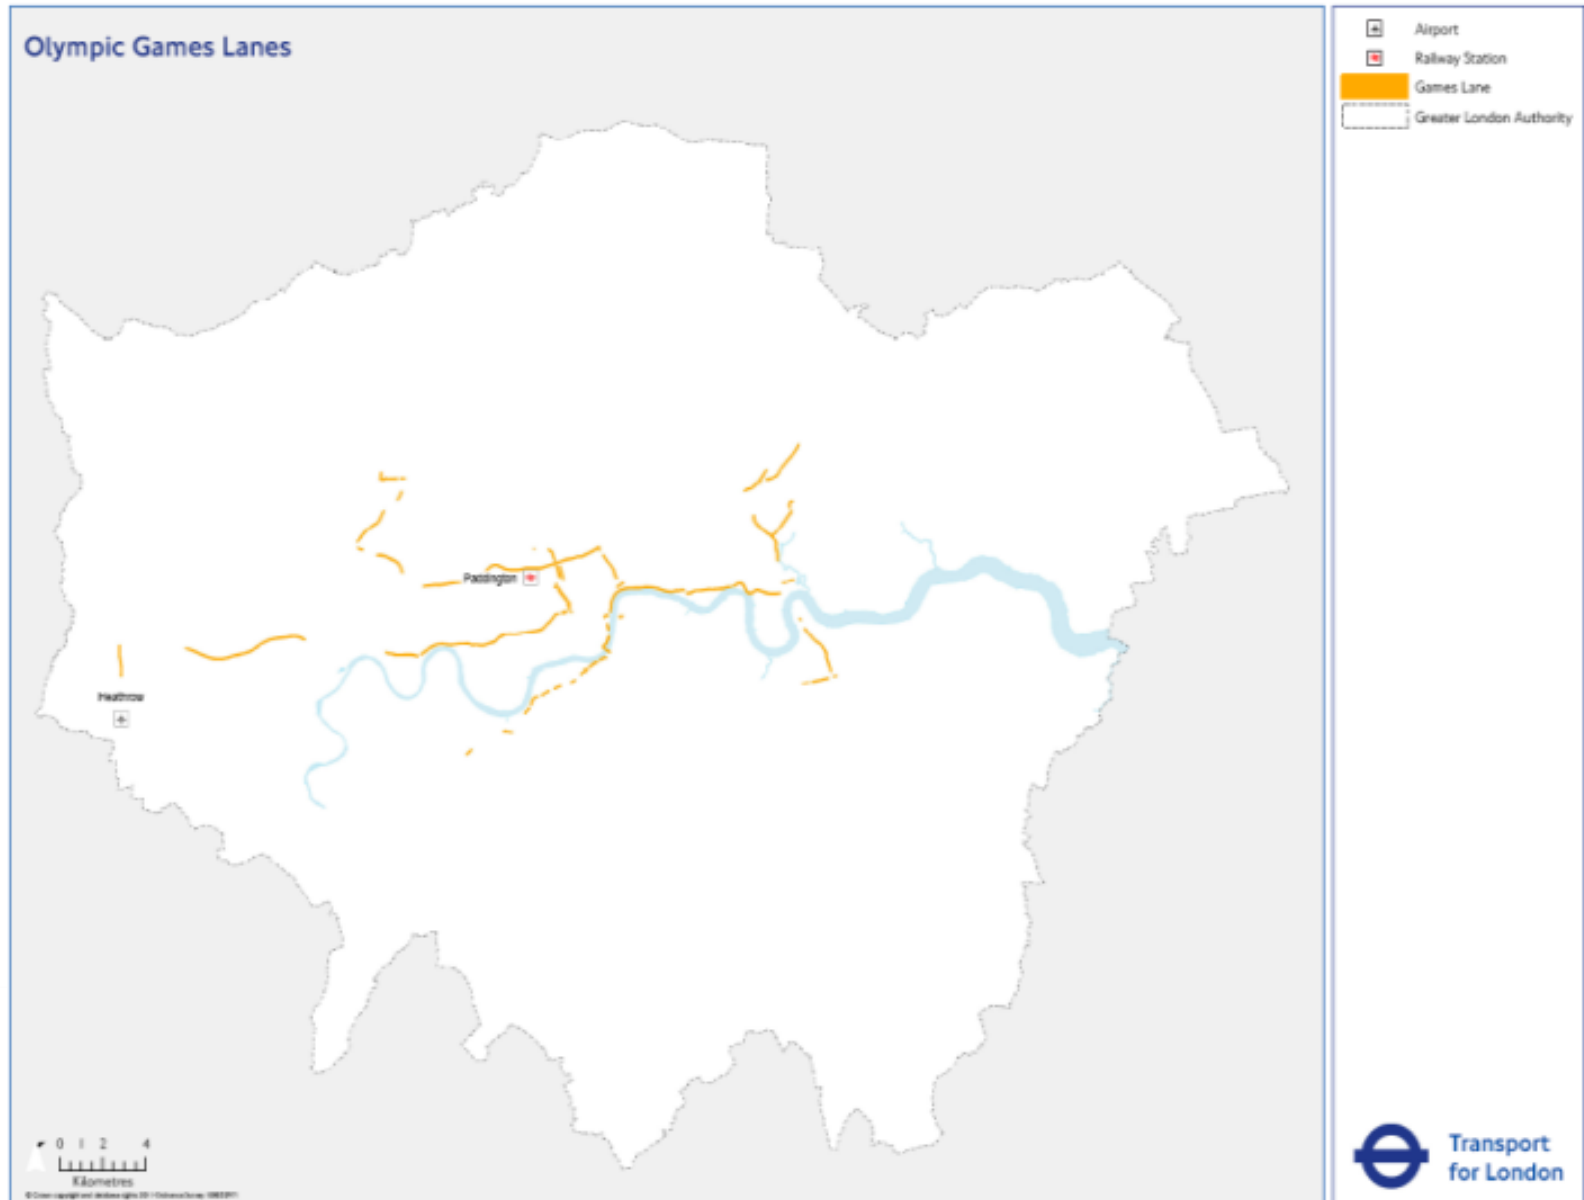 Olympic Games Lanes
Airport
Railway Station
Games Lane
Greater London Authority
Paddington
Heathrow
0 1 2 4
Kilometres
Transport
for London